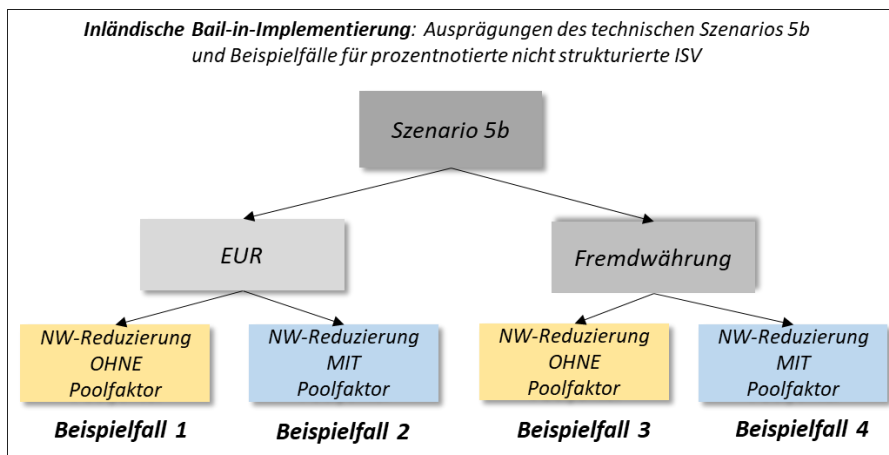 Inländische Bail-in-Implementierung: Ausprägungen des technischen Szenarios 5b
und Beispielfälle für prozentnotierte nicht strukturierte ISV
Szenario 5b
EUR
Fremdwährung
NW-Reduzierung
OHNE
Poolfaktor
NW-Reduzierung
MIT
Poolfaktor
NW-Reduzierung
OHNE
Poolfaktor
NW-Reduzierung
MIT
Poolfaktor
Beispielfall 1
Beispielfall 2
Beispielfall 3
Beispielfall 4